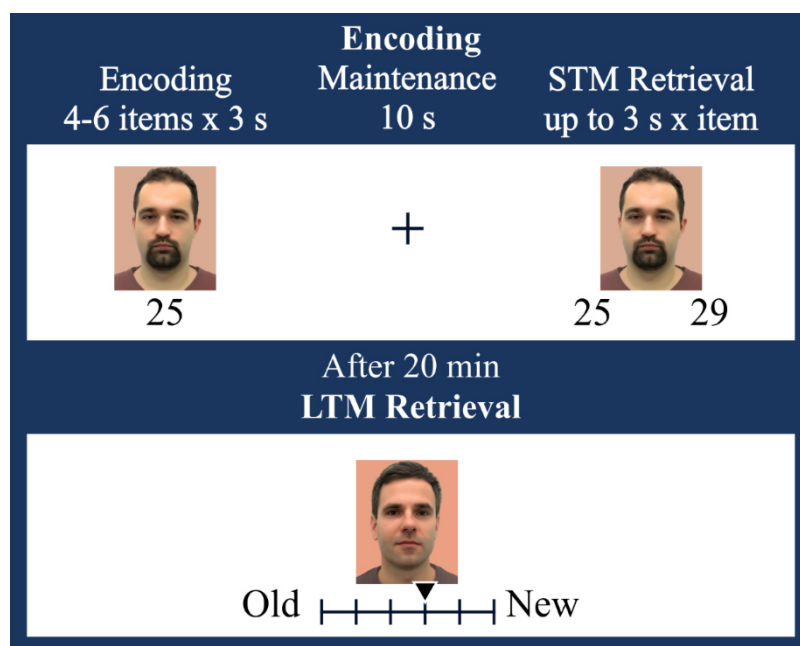 Encoding
Encoding Maintenance STM Retrieval
4-6 items x 3 s 10 s up to 3 s x item
25 25 29
After 20 min
LTM Retrieval
Old New